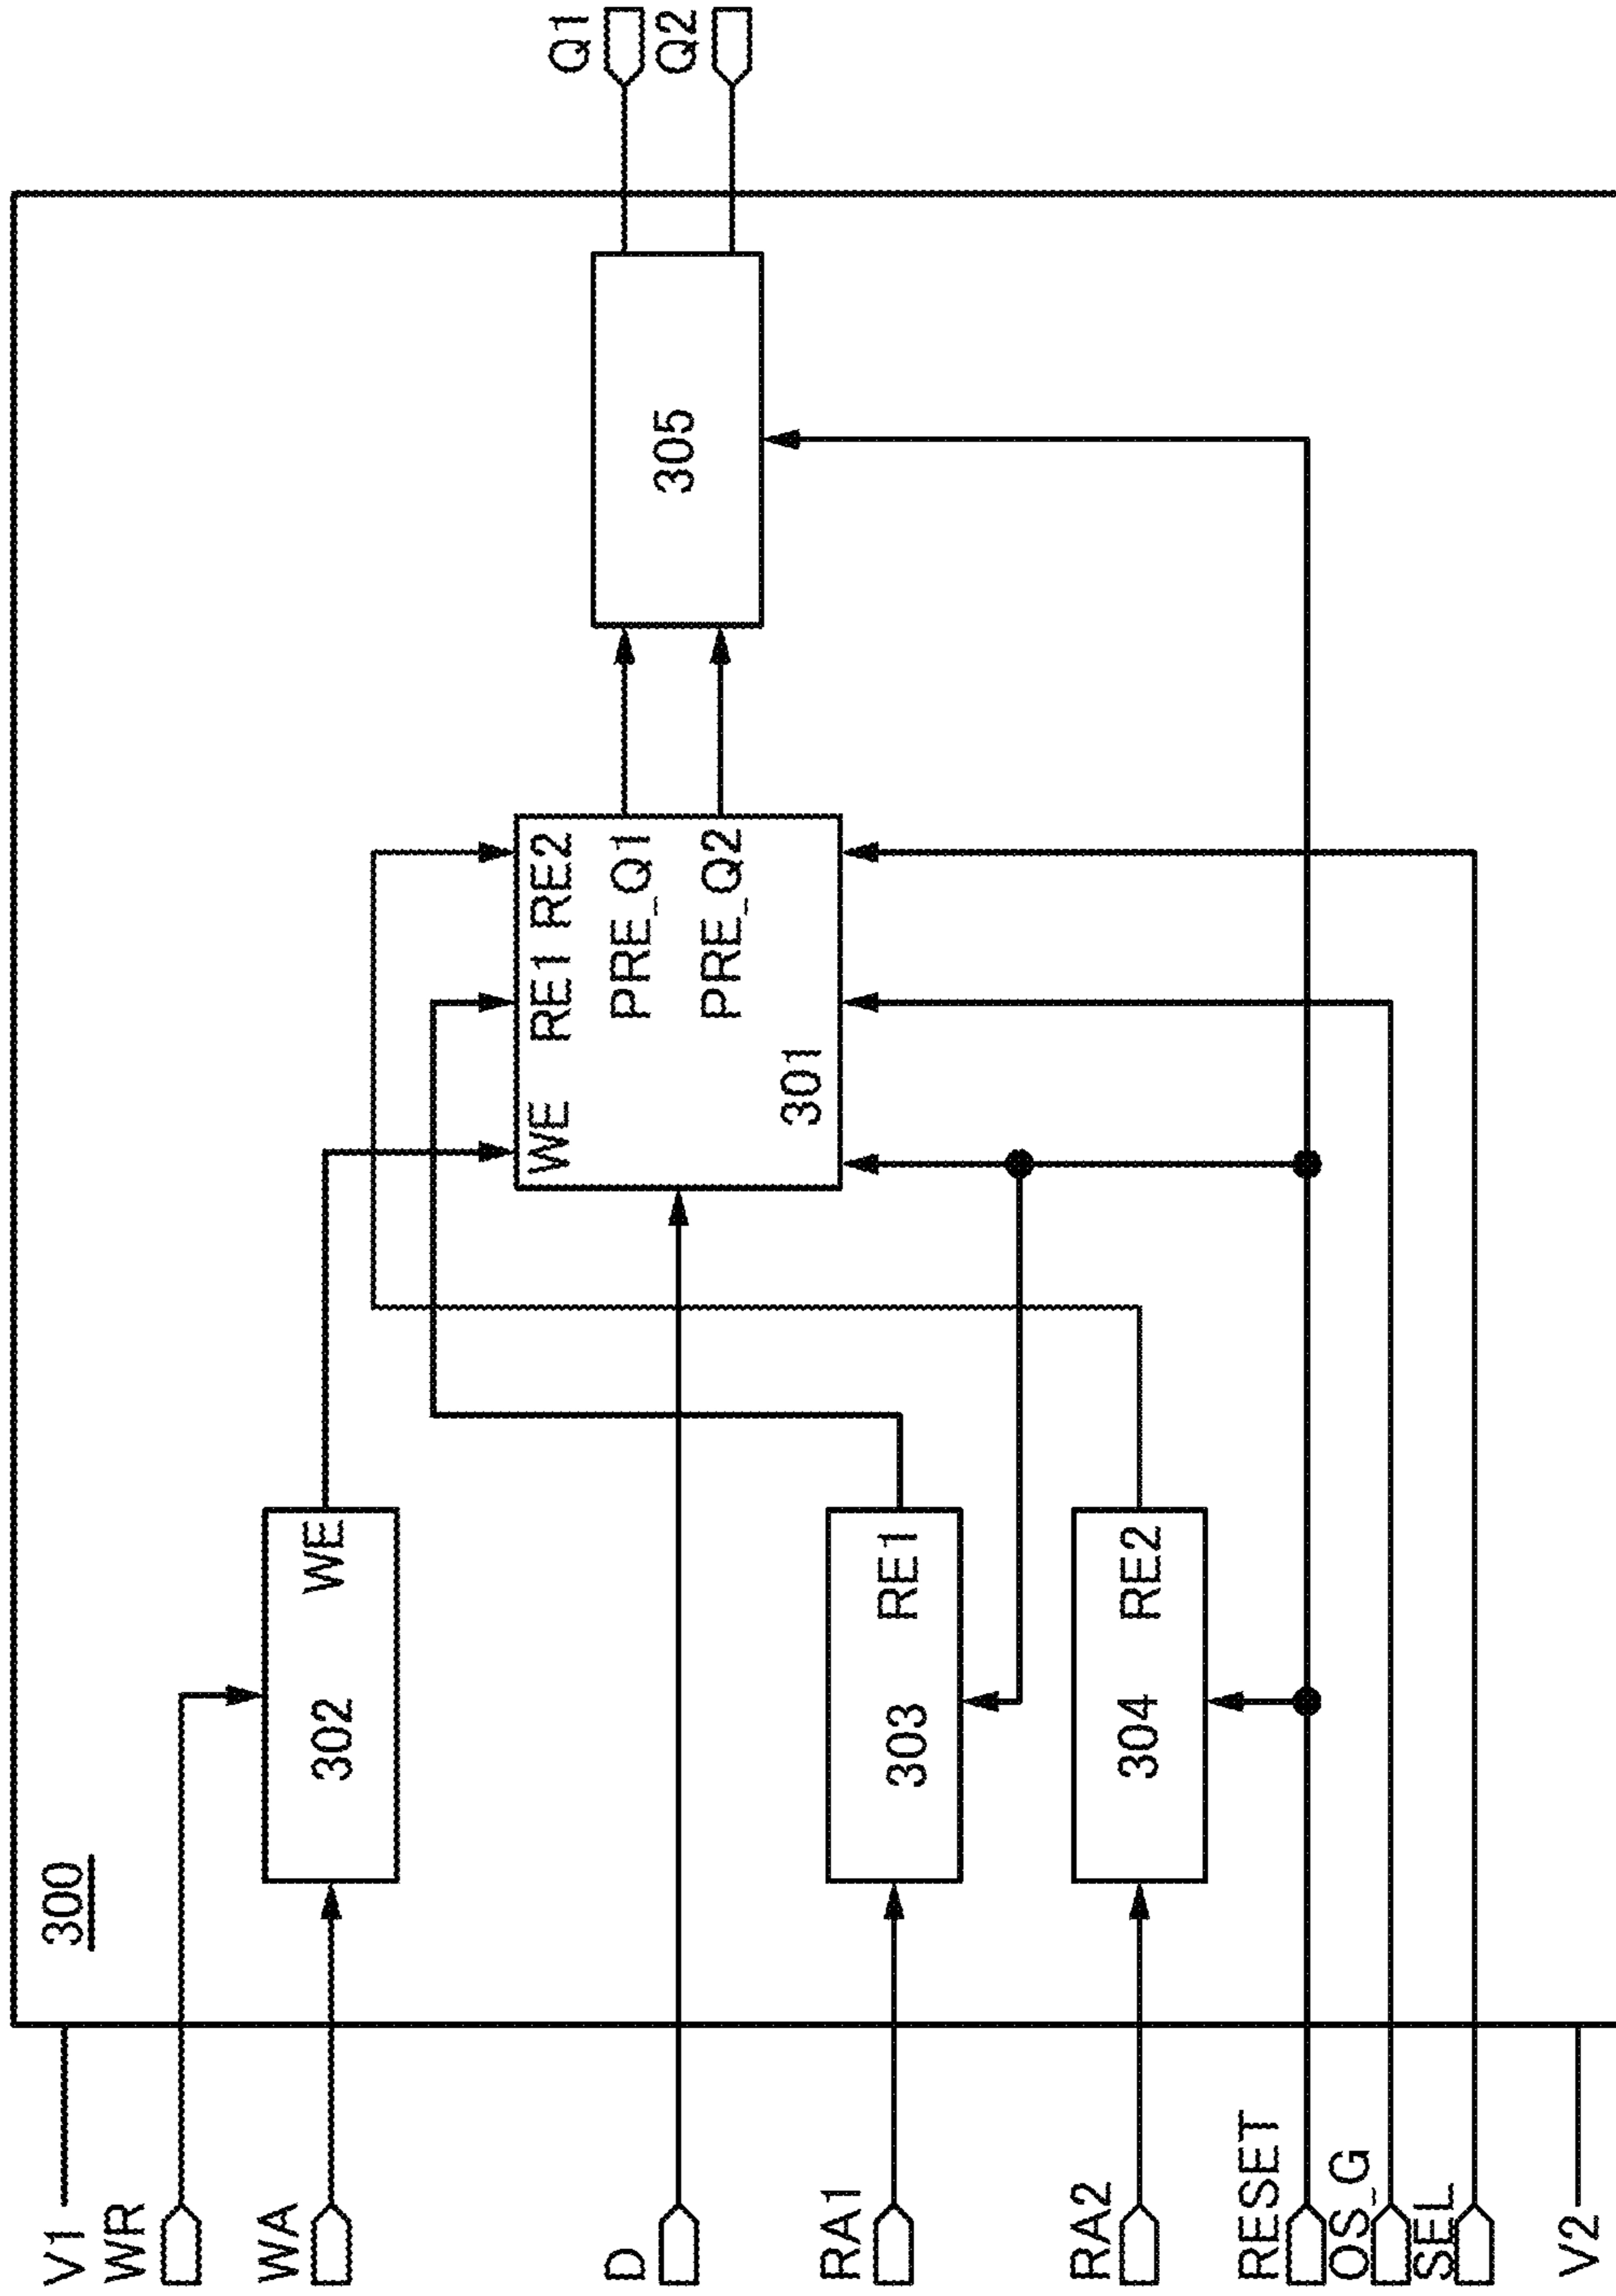 300
V1
WR
WA
D
RA1
RA2
RESET
OS_G
SEL
V2
302
WE
303
RE1
304
RE2
WE
RE1
RE2
PRE_Q1
PRE_Q2
301
305
Q1
Q2